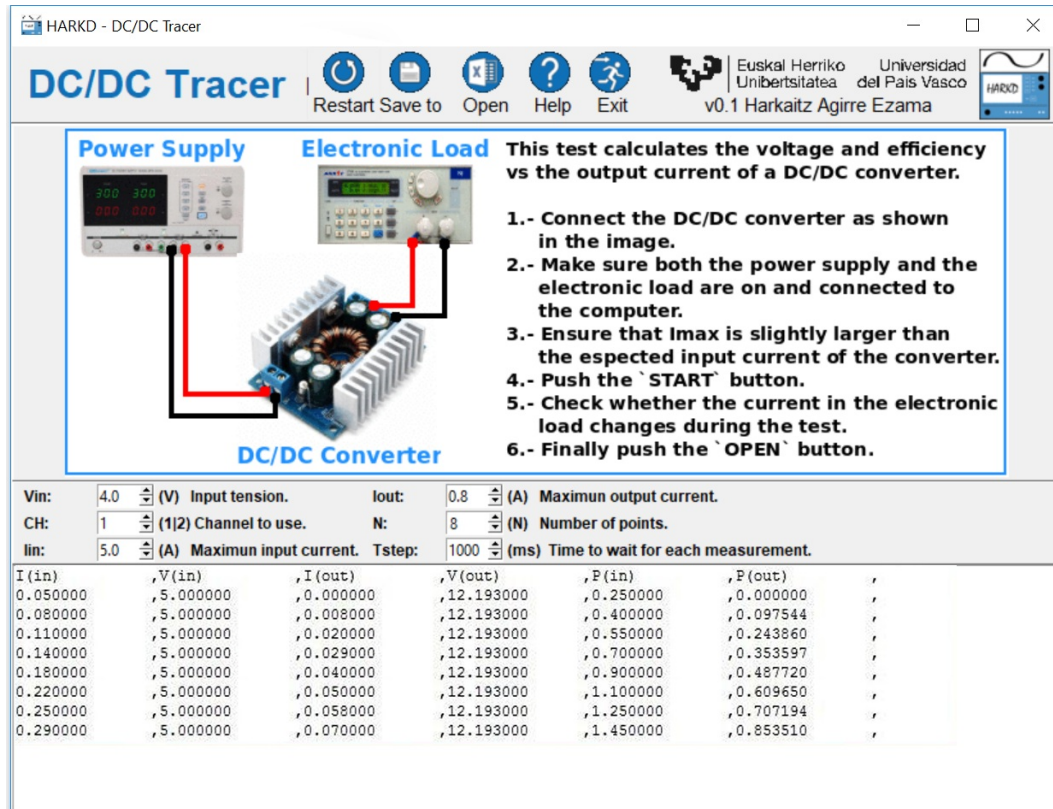 HARKD - DC/DC Tracer
DC/DC Tracer
Restart Save to Open Help Exit
Euskal Herriko Universidad
Unibertsitatea del Pais Vasco
v0.1 Harkaitz Agirre Ezama
HARKD
Power Supply
Electronic Load
DC/DC Converter
This test calculates the voltage and efficiency
vs the output current of a DC/DC converter.
1.- Connect the DC/DC converter as shown
in the image.
2.- Make sure both the power supply and the
electronic load are on and connected to
the computer.
3.- Ensure that Imax is slightly larger than
the espected input current of the converter.
4.- Push the `START` button.
5.- Check whether the current in the electronic
load changes during the test.
6.- Finally push the `OPEN` button.
Vin: 4.0 (V) Input tension. Iout: 0.8 (A) Maximun output current.
CH: 1 (1|2) Channel to use. N: 8 (N) Number of points.
Iin: 5.0 (A) Maximun input current. Tstep: 1000 (ms) Time to wait for each measurement.
I(in) ,V(in) ,I(out) ,V(out) ,P(in) ,P(out) ,
0.050000 ,5.000000 ,0.000000 ,12.193000 ,0.250000 ,0.000000 ,
0.080000 ,5.000000 ,0.008000 ,12.193000 ,0.400000 ,0.097544 ,
0.110000 ,5.000000 ,0.020000 ,12.193000 ,0.550000 ,0.243860 ,
0.140000 ,5.000000 ,0.029000 ,12.193000 ,0.700000 ,0.353597 ,
0.180000 ,5.000000 ,0.040000 ,12.193000 ,0.900000 ,0.487720 ,
0.220000 ,5.000000 ,0.050000 ,12.193000 ,1.100000 ,0.609650 ,
0.250000 ,5.000000 ,0.058000 ,12.193000 ,1.250000 ,0.707194 ,
0.290000 ,5.000000 ,0.070000 ,12.193000 ,1.450000 ,0.853510 ,